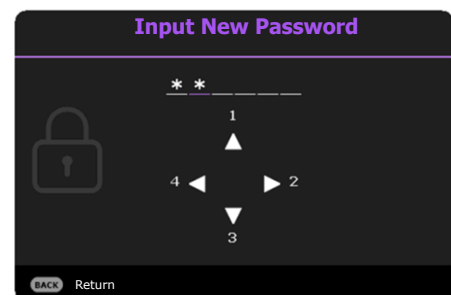 Input New Password
* * _ _ _ _
1
4 2
3
BACK Return